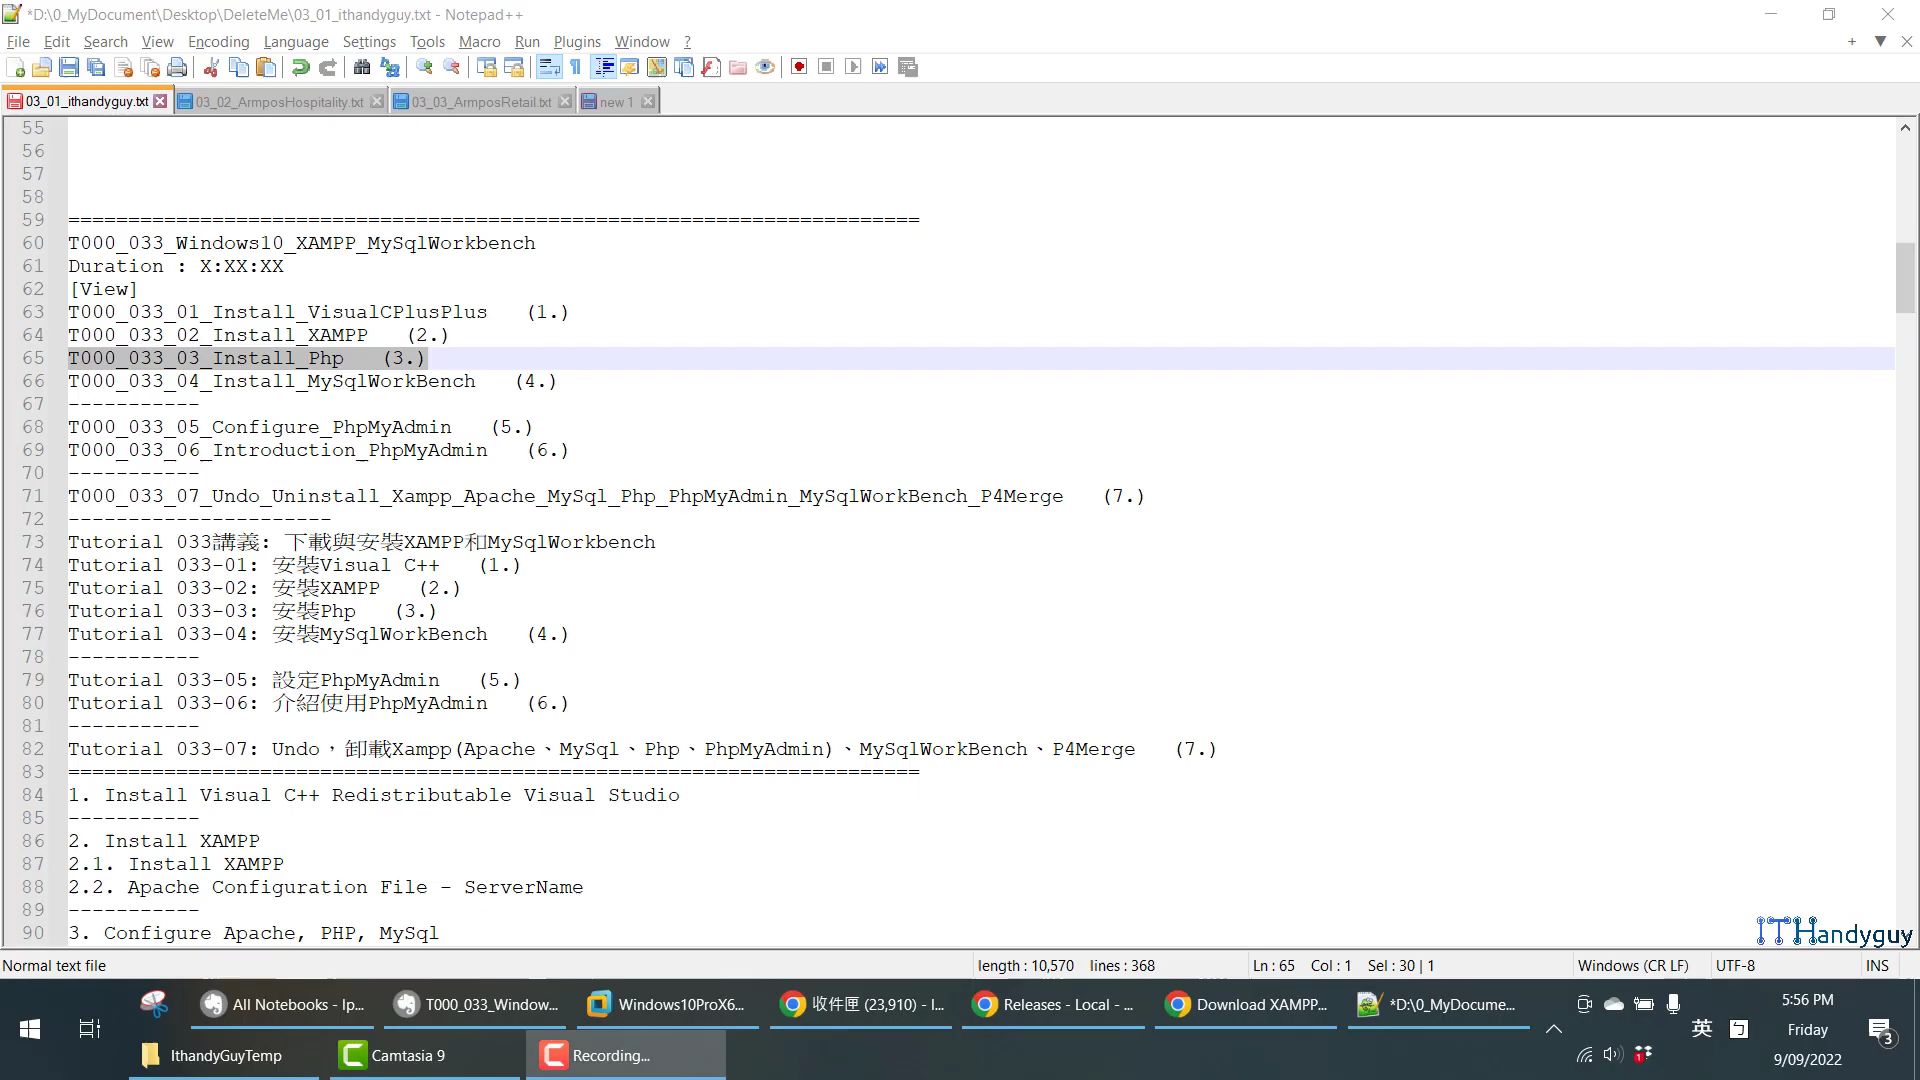 *D:\0_MyDocument\Desktop\DeleteMe\03_01_ithandyguy.txt - Notepad++
File Edit Search View Encoding Language Settings Tools Macro Run Plugins Window ?
03_01_ithandyguy.txt 03_02_ArmposHospitality.txt 03_03_ArmposRetail.txt new 1
55
56
57
58
59 =======================================================================
60 T000_033_Windows10_XAMPP_MySqlWorkbench
61 Duration : X:XX:XX
62 [View]
63 T000_033_01_Install_VisualCPlusPlus (1.)
64 T000_033_02_Install_XAMPP (2.)
65 T000_033_03_Install_Php (3.)
66 T000_033_04_Install_MySqlWorkBench (4.)
67 -----------
68 T000_033_05_Configure_PhpMyAdmin (5.)
69 T000_033_06_Introduction_PhpMyAdmin (6.)
70 -----------
71 T000_033_07_Undo_Uninstall_Xampp_Apache_MySql_Php_PhpMyAdmin_MySqlWorkBench_P4Merge (7.)
72 ----------------------
73 Tutorial 033講義: 下載與安裝XAMPP和MySqlWorkbench
74 Tutorial 033-01: 安裝Visual C++ (1.)
75 Tutorial 033-02: 安裝XAMPP (2.)
76 Tutorial 033-03: 安裝Php (3.)
77 Tutorial 033-04: 安裝MySqlWorkBench (4.)
78 -----------
79 Tutorial 033-05: 設定PhpMyAdmin (5.)
80 Tutorial 033-06: 介紹使用PhpMyAdmin (6.)
81 -----------
82 Tutorial 033-07: Undo，卸載Xampp(Apache、MySql、Php、PhpMyAdmin)、MySqlWorkBench、P4Merge (7.)
83 =======================================================================
84 1. Install Visual C++ Redistributable Visual Studio
85 -----------
86 2. Install XAMPP
87 2.1. Install XAMPP
88 2.2. Apache Configuration File - ServerName
89 -----------
90 3. Configure Apache, PHP, MySql
ITHandyguy
Normal text file length : 10,570 lines : 368 Ln : 65 Col : 1 Sel : 30 | 1 Windows (CR LF) UTF-8 INS
All Notebooks - Ip... T000_033_Window... Windows10ProX6... 收件匣 (23,910) - I... Releases - Local - ... Download XAMPP... *D:\0_MyDocume... 5:56 PM
英 Friday 3
IthandyGuyTemp Camtasia 9 Recording... 9/09/2022